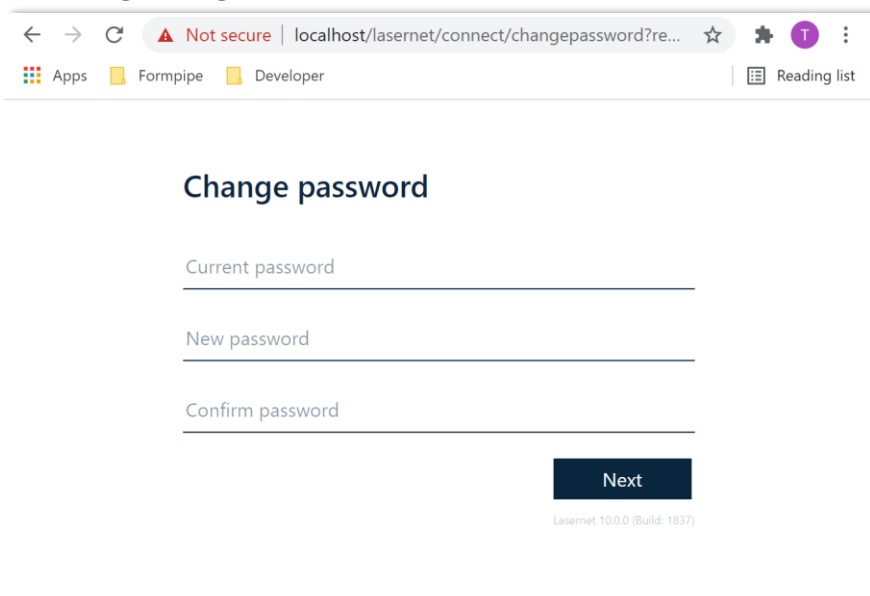 Not secure | localhost/lasernet/connect/changepassword?re...
T
Apps Formpipe Developer Reading list
Change password
Current password
New password
Confirm password
Next
Lasernet 10.0.0 (Build: 1837)